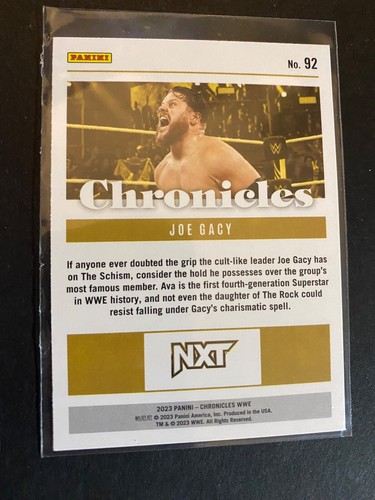 PANINI
No. 92
Chronicles
JOE GACY
If anyone ever doubted the grip the cult-like leader Joe Gacy has
on The Schism, consider the hold he possesses over the group's
most famous member. Ava is the first fourth-generation Superstar
in WWE history, and not even the daughter of The Rock could
resist falling under Gacy's charismatic spell.
NXT
2023 PANINI – CHRONICLES WWE
© 2023 Panini America, Inc. Produced in the USA.
TM & © 2023 WWE. All Rights Reserved.